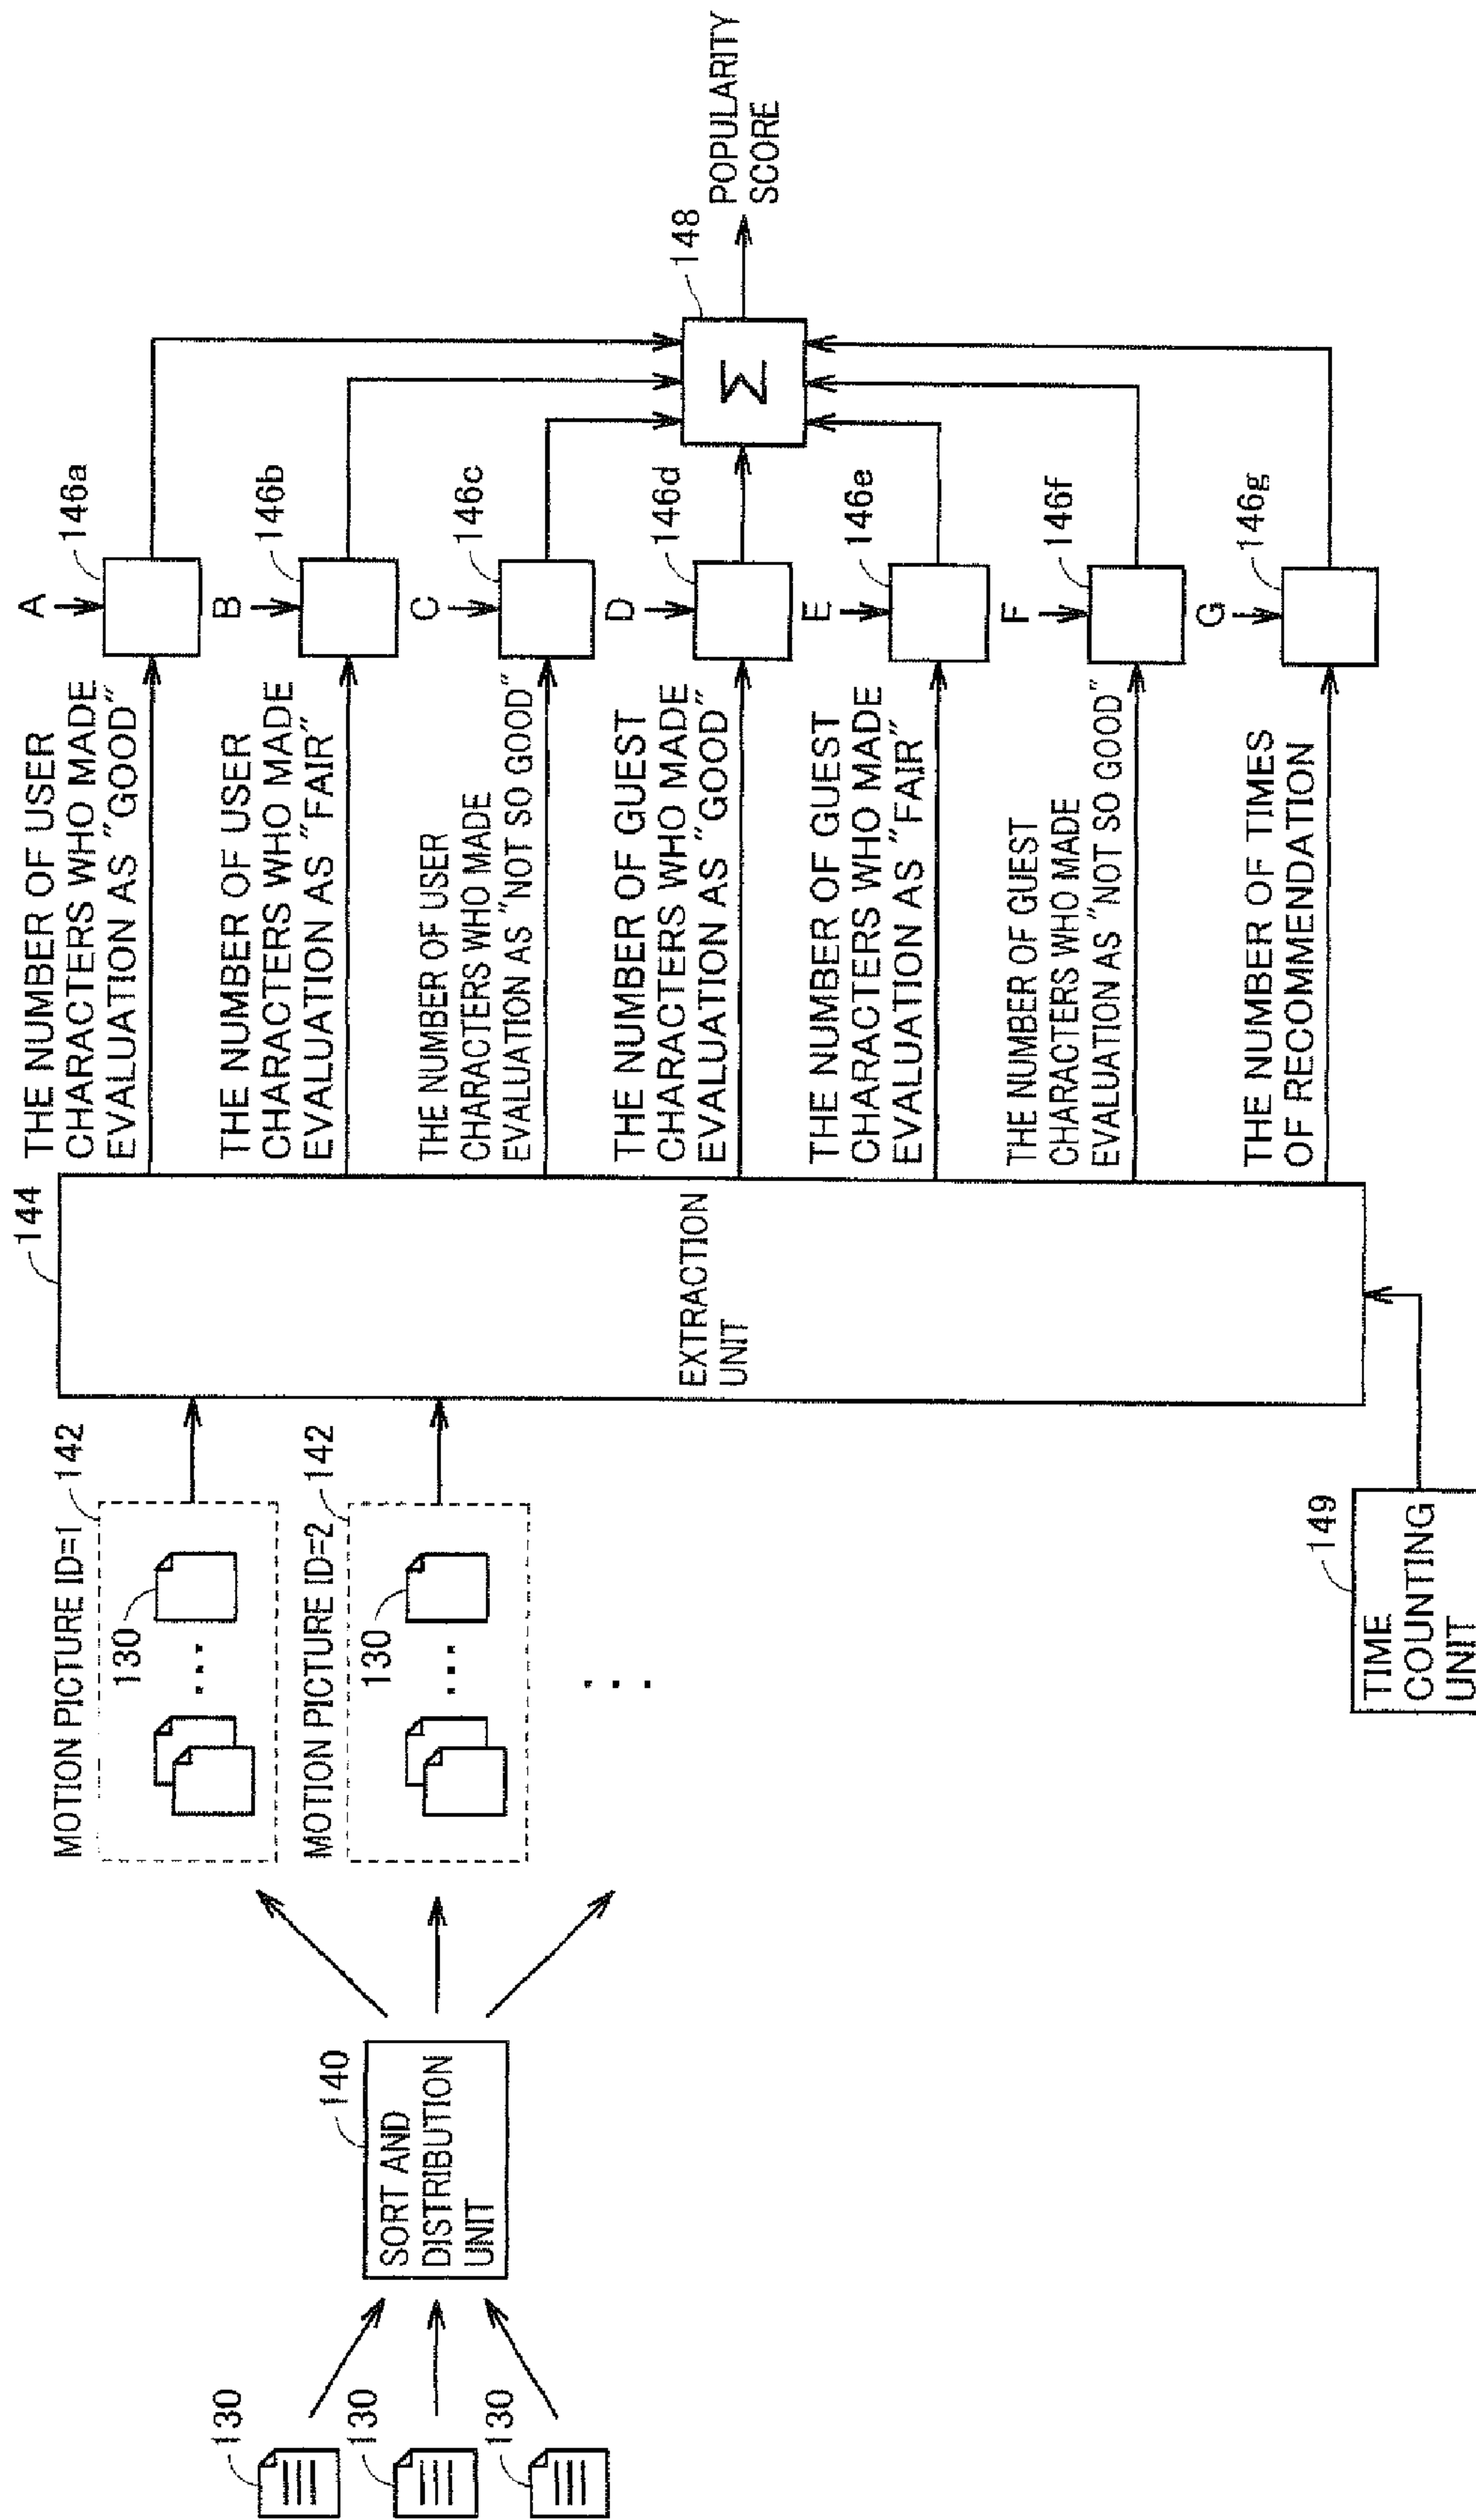 130
130
130
140
SORT AND
DISTRIBUTION
UNIT
MOTION PICTURE ID=1
142
130
...
MOTION PICTURE ID=2
142
130
...
...
149
TIME
COUNTING
UNIT
144
EXTRACTION
UNIT
THE NUMBER OF USER
CHARACTERS WHO MADE
EVALUATION AS "GOOD"
A
146a
THE NUMBER OF USER
CHARACTERS WHO MADE
EVALUATION AS "FAIR"
B
146b
THE NUMBER OF USER
CHARACTERS WHO MADE
EVALUATION AS "NOT SO GOOD"
C
146c
THE NUMBER OF GUEST
CHARACTERS WHO MADE
EVALUATION AS "GOOD"
D
146d
THE NUMBER OF GUEST
CHARACTERS WHO MADE
EVALUATION AS "FAIR"
E
146e
THE NUMBER OF GUEST
CHARACTERS WHO MADE
EVALUATION AS "NOT SO GOOD"
F
146f
THE NUMBER OF TIMES
OF RECOMMENDATION
G
146g
148
Σ
POPULARITY
SCORE